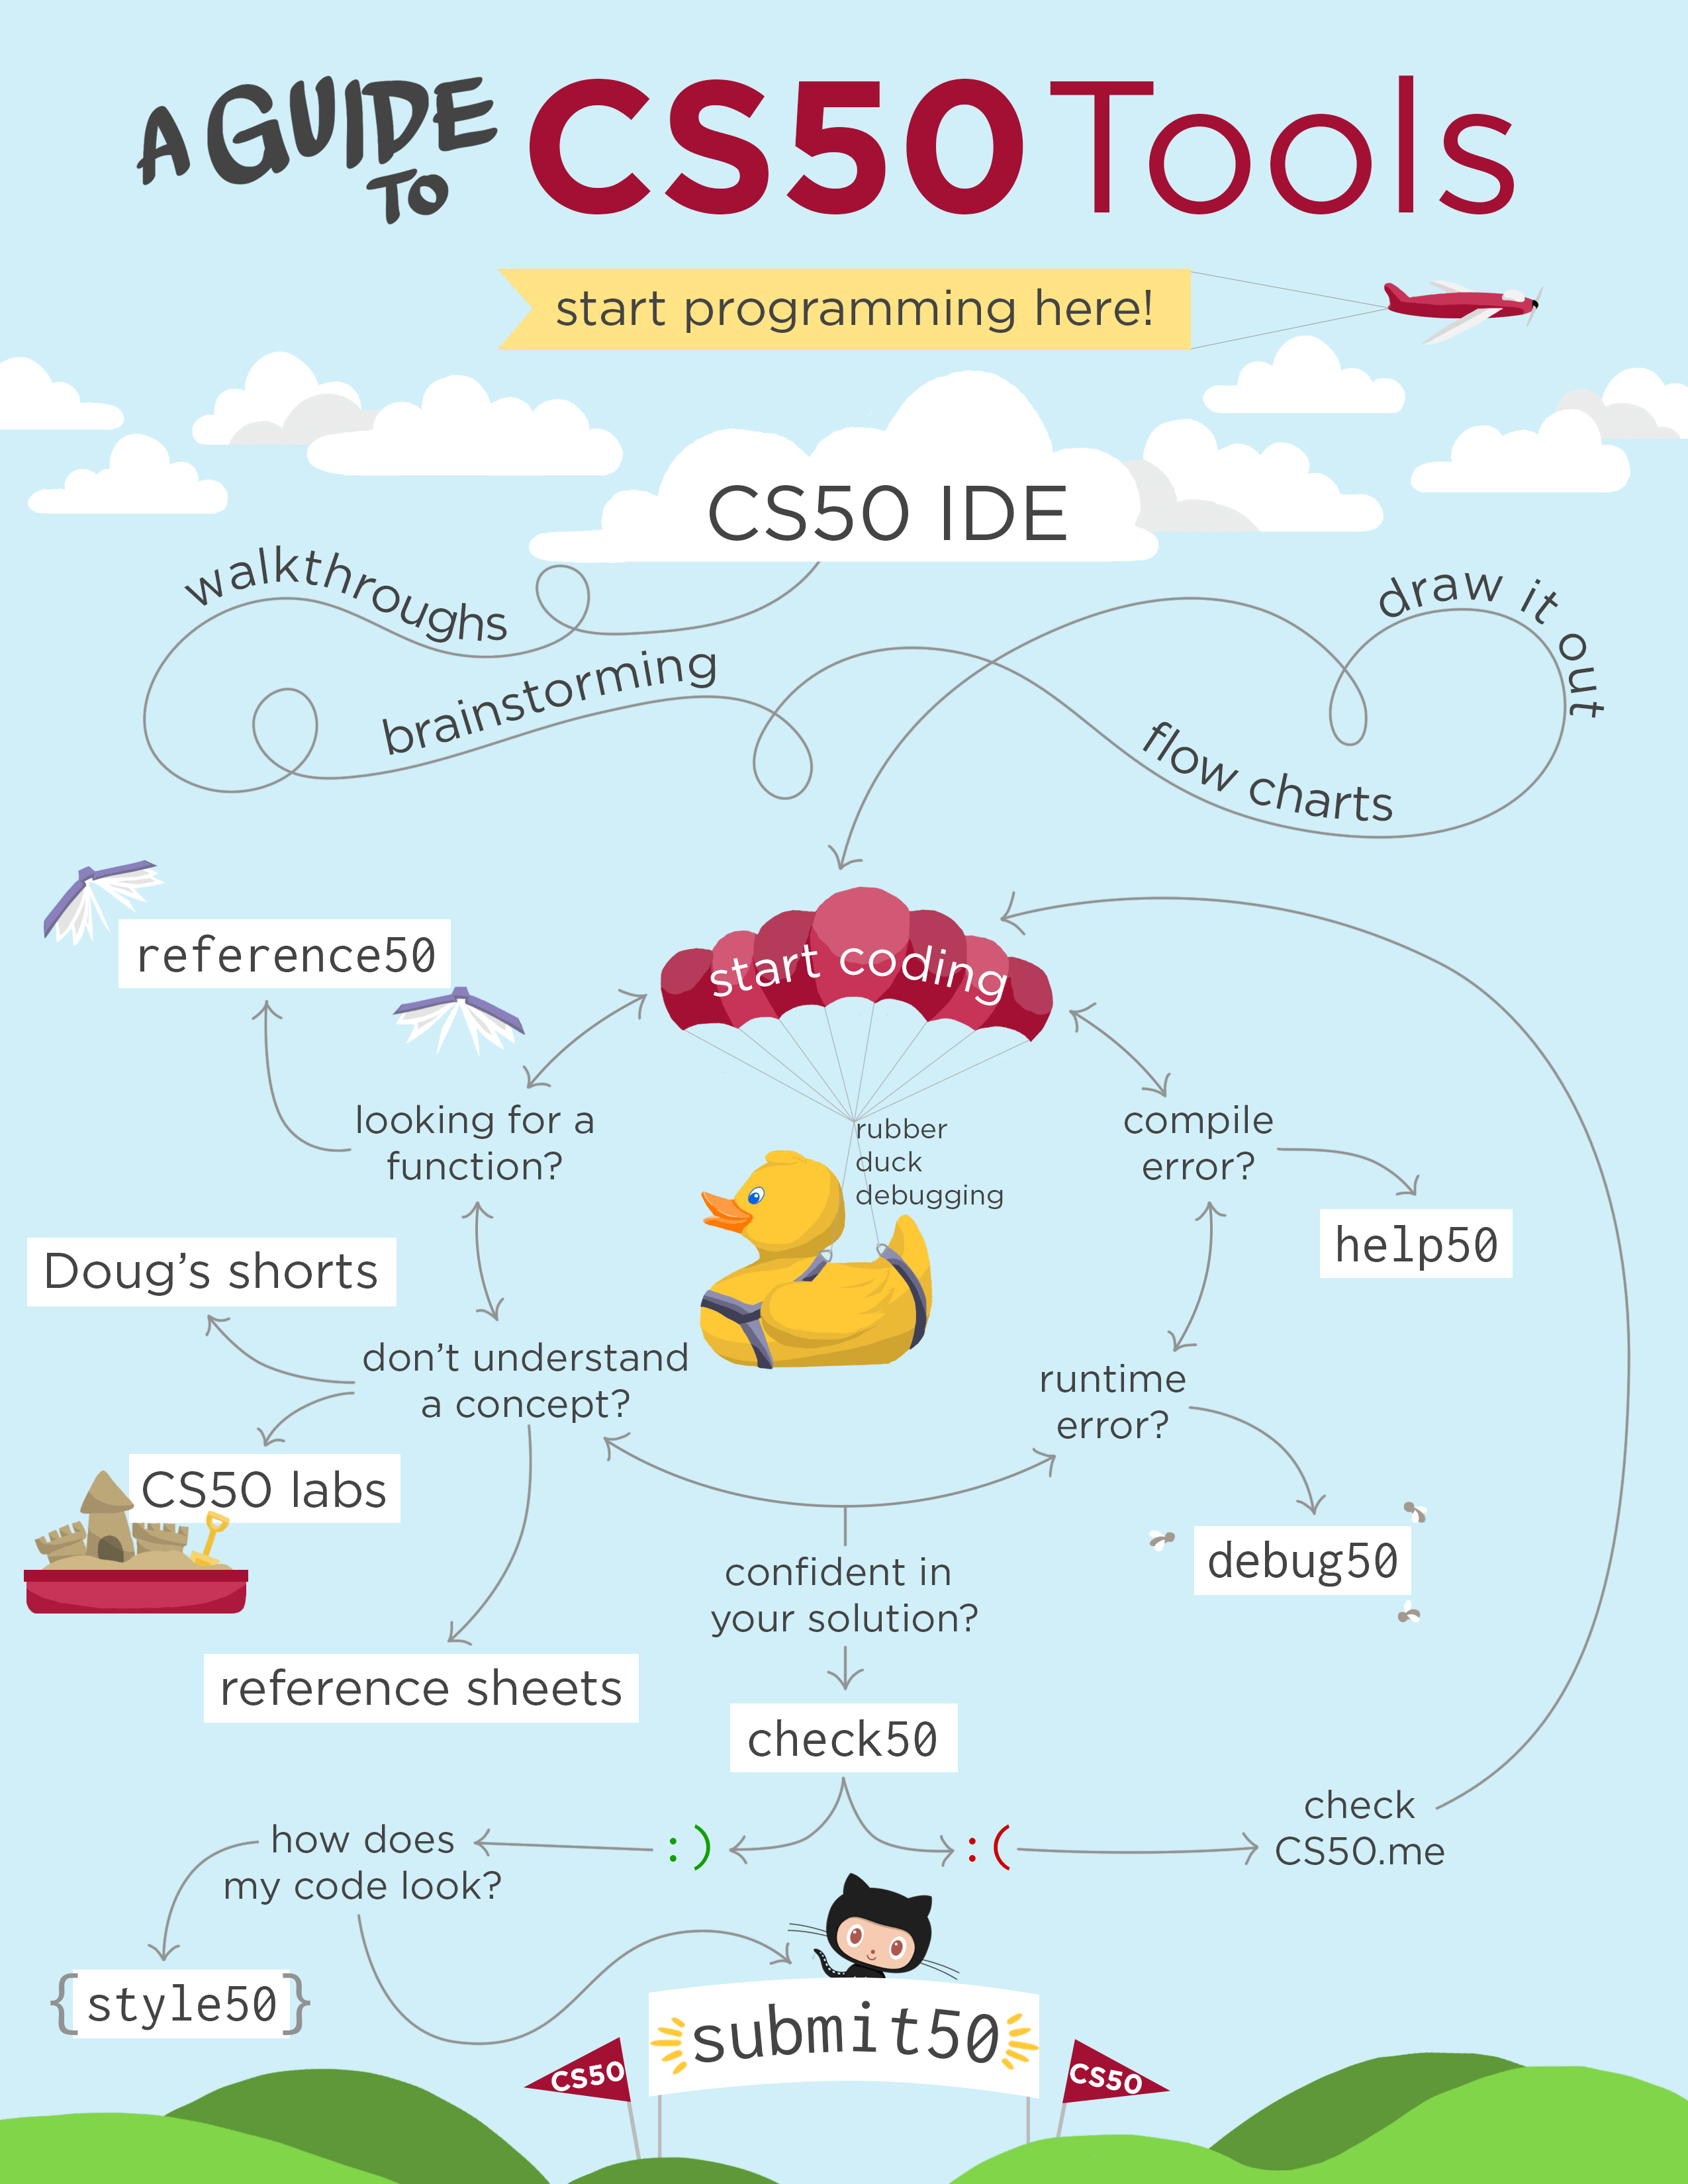 A GUIDE
TO
CS50 Tools
start programming here!
CS50 IDE
walkthroughs
brainstorming
draw it out
flow charts
reference50
start coding
looking for a
function?
rubber
duck
debugging
compile
error?
help50
Doug's shorts
don't understand
a concept?
runtime
error?
CS50 labs
debug50
confident in
your solution?
reference sheets
check50
how does
my code look?
:)
:(
check
CS50.me
{style50}
submit50
CS50
CS50